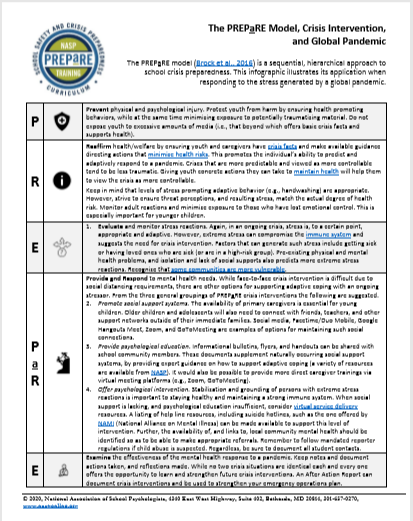 SCHOOL SAFETY AND CRISIS PREPAREDNESS
NASP
PREPaRE
TRAINING
CURRICULUM
The PREPaRE Model, Crisis Intervention,
and Global Pandemic
The PREPaRE model (Brock et al., 2016) is a sequential, hierarchical approach to
school crisis preparedness. This infographic illustrates its application when
responding to the stress generated by a global pandemic.
P
Prevent physical and psychological injury. Protect youth from harm by ensuring health promoting
behaviors, while at the same time minimising exposure to potentially traumatising material. Do not
expose youth to excessive amounts of media (i.e., that beyond which offers basic crisis facts and
supports health).
R
Reaffirm health/welfare by ensuring youth and caregivers have crisis facts and make available guidance
directing actions that minimise health risks. This promotes the individual's ability to predict and
adaptively respond to a pandemic. Crises that are more predictable and viewed as more controllable
tend to be less traumatic. Giving youth concrete actions they can take to maintain health will help them
to view the crisis as more controllable.
Keep in mind that levels of stress prompting adaptive behavior (e.g., handwashing) are appropriate.
However, strive to ensure threat perceptions, and resulting stress, match the actual degree of health
risk. Monitor adult reactions and minimise exposure to those who have lost emotional control. This is
especially important for younger children.
E
1. Evaluate and monitor stress reactions. Again, in an ongoing crisis, stress is, to a certain point,
appropriate and adaptive. However, extreme stress can compromise the immune system and
suggests the need for crisis intervention. Factors that can generate such stress include getting sick
or having loved ones who are sick (or are in a high-risk group). Pre-existing physical and mental
health problems, and isolation and lack of social supports also predict more extreme stress
reactions. Recognise that some communities are more vulnerable.
P
a
R
Provide and Respond to mental health needs. While face-to-face crisis intervention is difficult due to
social distancing requirements, there are other options for supporting adaptive coping with an ongoing
stressor. From the three general groupings of PREPaRE crisis interventions the following are suggested.
2. Promote social support systems. The availability of primary caregivers is essential for young
children. Older children and adolescents will also need to connect with friends, teachers, and other
support networks outside of their immediate families. Social media, Facetime/Duo Mobile, Google
Hangouts Meet, Zoom, and GoToMeeting are examples of options for maintaining such social
connections.
3. Provide psychological education. Informational bulletins, flyers, and handouts can be shared with
school community members. These documents supplement naturally occurring social support
systems, by providing expert guidance on how to support adaptive coping (a variety of resources
are available from NASP). It would also be possible to provide more direct caregiver trainings via
virtual meeting platforms (e.g., Zoom, GoToMeeting).
4. Offer psychological intervention. Stabilisation and grounding of persons with extreme stress
reactions is important to staying healthy and maintaining a strong immune system. When social
support is lacking, and psychological education insufficient, consider virtual service delivery
resources. A listing of help line resources, including suicide hotlines, such as the one offered by
NAMI (National Alliance on Mental Illness) can be made available to support this level of
intervention. Further, the availability of, and links to, local community mental health should be
identified so as to be able to make appropriate referrals. Remember to follow mandated reporter
regulations if child abuse is suspected. Regardless, be sure to document all student contacts.
E
Examine the effectiveness of the mental health response to a pandemic. Keep notes and document
actions taken, and reflections made. While no two crisis situations are identical each and every one
offers the opportunity to learn and strengthen future crisis interventions. An After Action Report can
document crisis interventions and be used to strengthen your emergency operations plan.
© 2020, National Association of School Psychologists, 4340 East West Highway, Suite 402, Bethesda, MD 20814, 301-657-0270,
www.nasponline.org